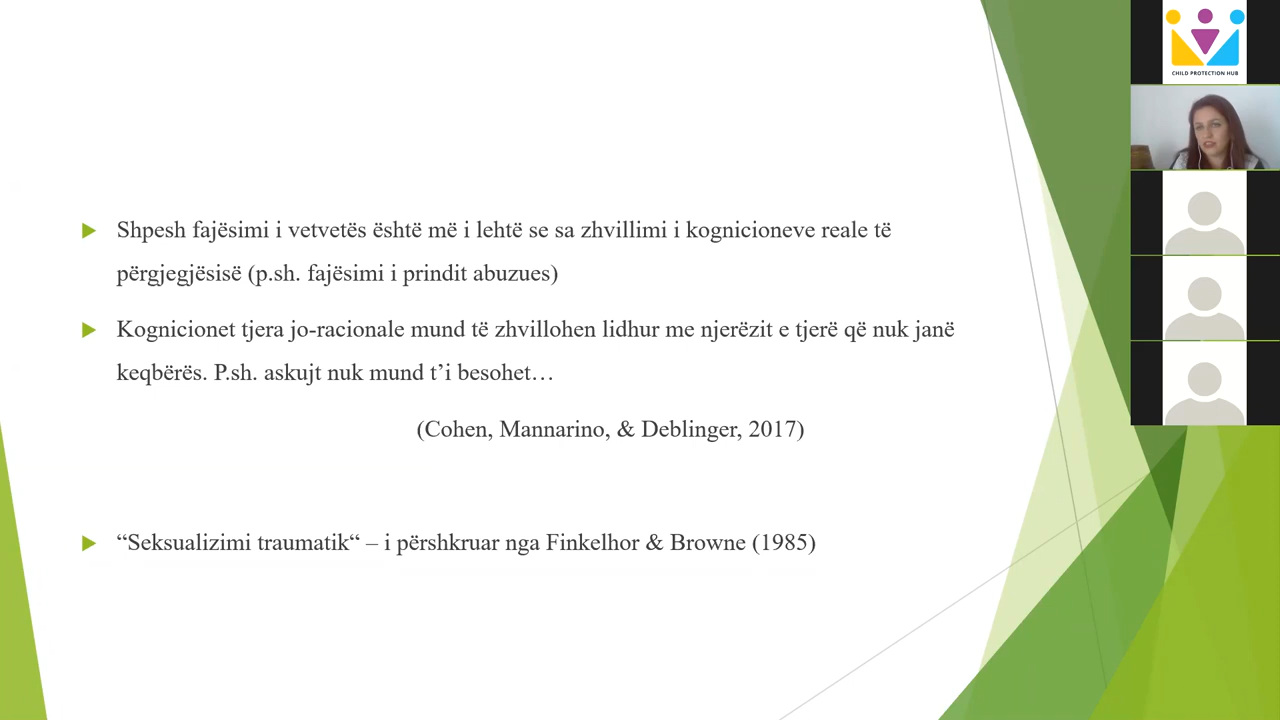 Shpesh fajësimi i vetvetës është më i lehtë se sa zhvillimi i kognicioneve reale të
përgjegjësisë (p.sh. fajësimi i prindit abuzues)
Kognicionet tjera jo-racionale mund të zhvillohen lidhur me njerëzit e tjerë që nuk janë
keqbërës. P.sh. askujt nuk mund t’i besohet…
(Cohen, Mannarino, & Deblinger, 2017)
“Seksualizimi traumatik“ – i përshkruar nga Finkelhor & Browne (1985)
CHILD PROTECTION HUB